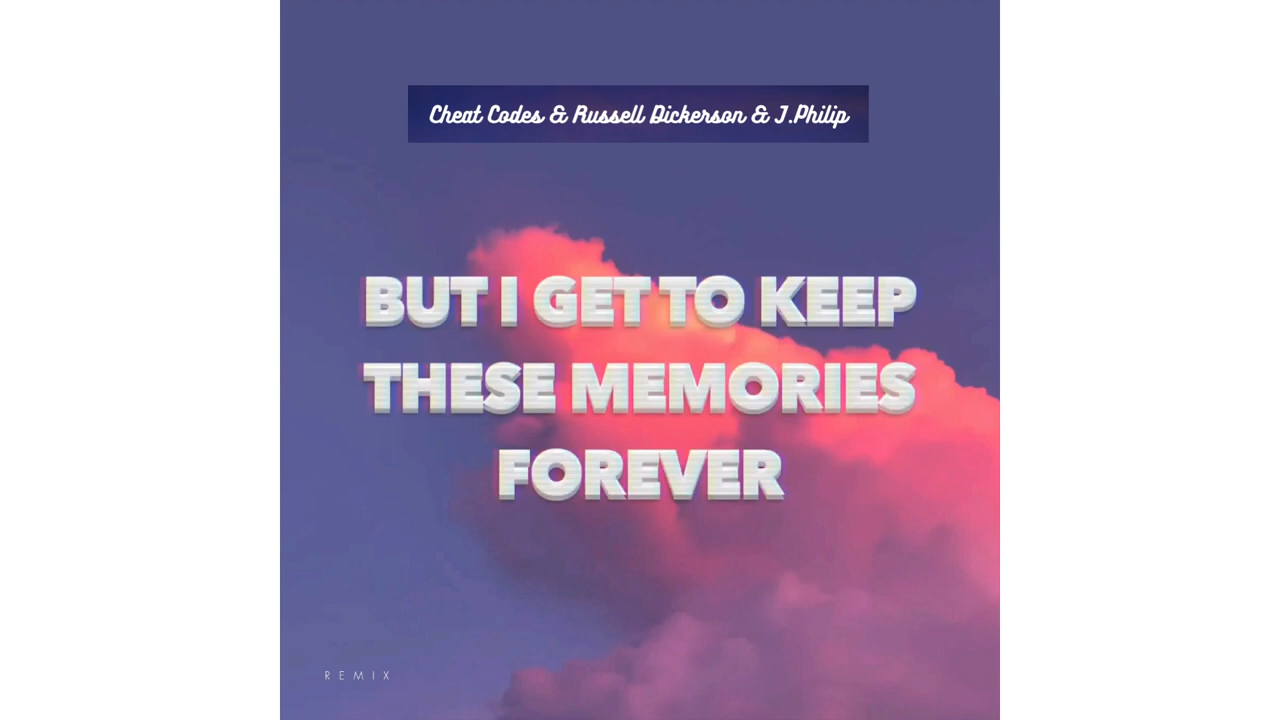 Cheat Codes & Russell Dickerson & J.Philip
BUT I GET TO KEEP
THESE MEMORIES
FOREVER
REMIX